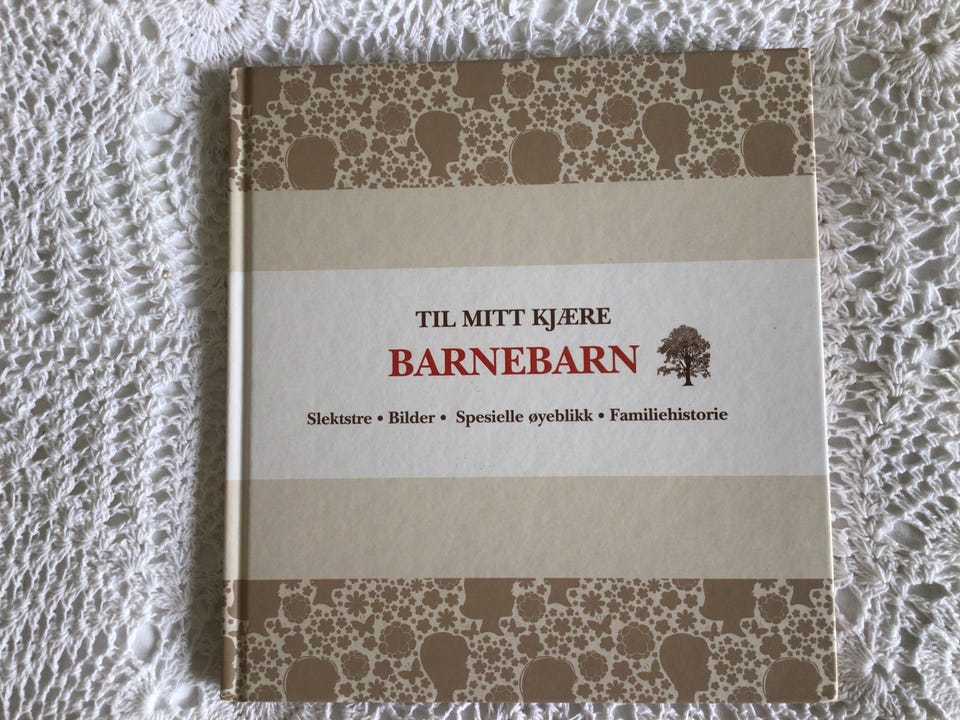 TIL MITT KJÆRE
BARNEBARN
Slektstre • Bilder • Spesielle øyeblikk • Familiehistorie